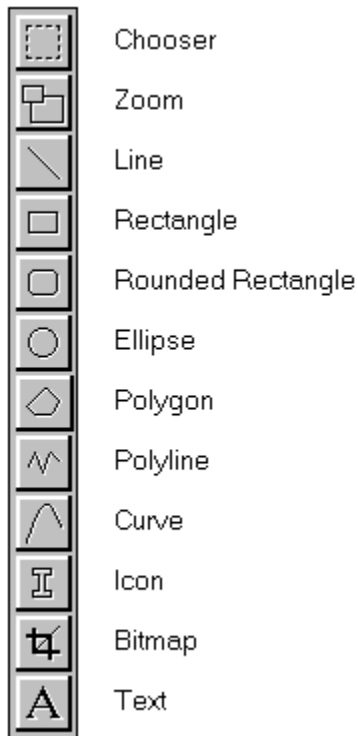 Chooser
Zoom
Line
Rectangle
Rounded Rectangle
Ellipse
Polygon
Polyline
Curve
Icon
Bitmap
A Text